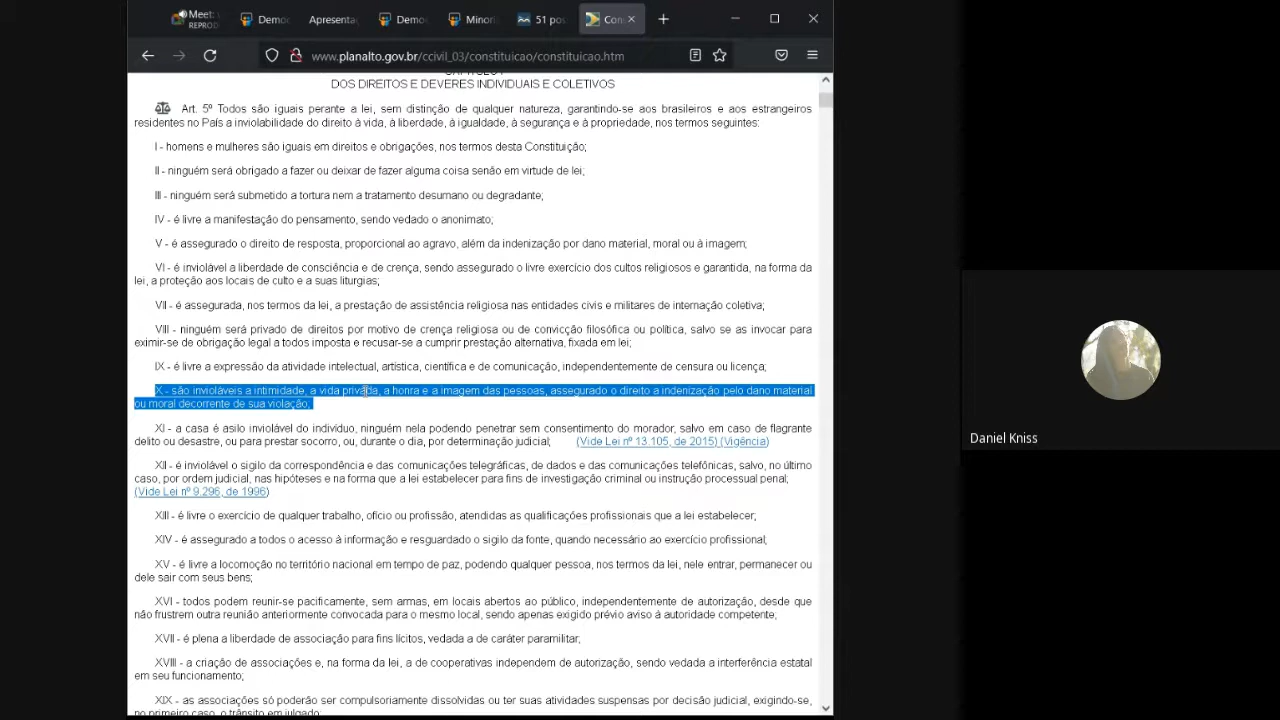 Meet:
REPROD
Democ
Apresenta
Democ
Minori
51 pos
Con
www.planalto.gov.br/ccivil_03/constituicao/constituicao.htm
DOS DIREITOS E DEVERES INDIVIDUAIS E COLETIVOS
Art. 5º Todos são iguais perante a lei, sem distinção de qualquer natureza, garantindo-se aos brasileiros e aos estrangeiros
residentes no País a inviolabilidade do direito à vida, à liberdade, à igualdade, à segurança e à propriedade, nos termos seguintes:
I - homens e mulheres são iguais em direitos e obrigações, nos termos desta Constituição;
II - ninguém será obrigado a fazer ou deixar de fazer alguma coisa senão em virtude de lei;
III - ninguém será submetido a tortura nem a tratamento desumano ou degradante;
IV - é livre a manifestação do pensamento, sendo vedado o anonimato;
V - é assegurado o direito de resposta, proporcional ao agravo, além da indenização por dano material, moral ou à imagem;
VI - é inviolável a liberdade de consciência e de crença, sendo assegurado o livre exercício dos cultos religiosos e garantida, na forma da
lei, a proteção aos locais de culto e a suas liturgias;
VII - é assegurada, nos termos da lei, a prestação de assistência religiosa nas entidades civis e militares de internação coletiva;
VIII - ninguém será privado de direitos por motivo de crença religiosa ou de convicção filosófica ou política, salvo se as invocar para
eximir-se de obrigação legal a todos imposta e recusar-se a cumprir prestação alternativa, fixada em lei;
IX - é livre a expressão da atividade intelectual, artística, científica e de comunicação, independentemente de censura ou licença;
X - são invioláveis a intimidade, a vida privada, a honra e a imagem das pessoas, assegurado o direito a indenização pelo dano material
ou moral decorrente de sua violação;
XI - a casa é asilo inviolável do indivíduo, ninguém nela podendo penetrar sem consentimento do morador, salvo em caso de flagrante
delito ou desastre, ou para prestar socorro, ou, durante o dia, por determinação judicial; (Vide Lei nº 13.105, de 2015) (Vigência)
XII - é inviolável o sigilo da correspondência e das comunicações telegráficas, de dados e das comunicações telefônicas, salvo, no último
caso, por ordem judicial, nas hipóteses e na forma que a lei estabelecer para fins de investigação criminal ou instrução processual penal;
(Vide Lei nº 9.296, de 1996)
XIII - é livre o exercício de qualquer trabalho, ofício ou profissão, atendidas as qualificações profissionais que a lei estabelecer;
XIV - é assegurado a todos o acesso à informação e resguardado o sigilo da fonte, quando necessário ao exercício profissional;
XV - é livre a locomoção no território nacional em tempo de paz, podendo qualquer pessoa, nos termos da lei, nele entrar, permanecer ou
dele sair com seus bens;
XVI - todos podem reunir-se pacificamente, sem armas, em locais abertos ao público, independentemente de autorização, desde que
não frustrem outra reunião anteriormente convocada para o mesmo local, sendo apenas exigido prévio aviso à autoridade competente;
XVII - é plena a liberdade de associação para fins lícitos, vedada a de caráter paramilitar;
XVIII - a criação de associações e, na forma da lei, a de cooperativas independem de autorização, sendo vedada a interferência estatal
em seu funcionamento;
XIX - as associações só poderão ser compulsoriamente dissolvidas ou ter suas atividades suspensas por decisão judicial, exigindo-se,
no primeiro caso, o trânsito em julgado;
Daniel Kniss